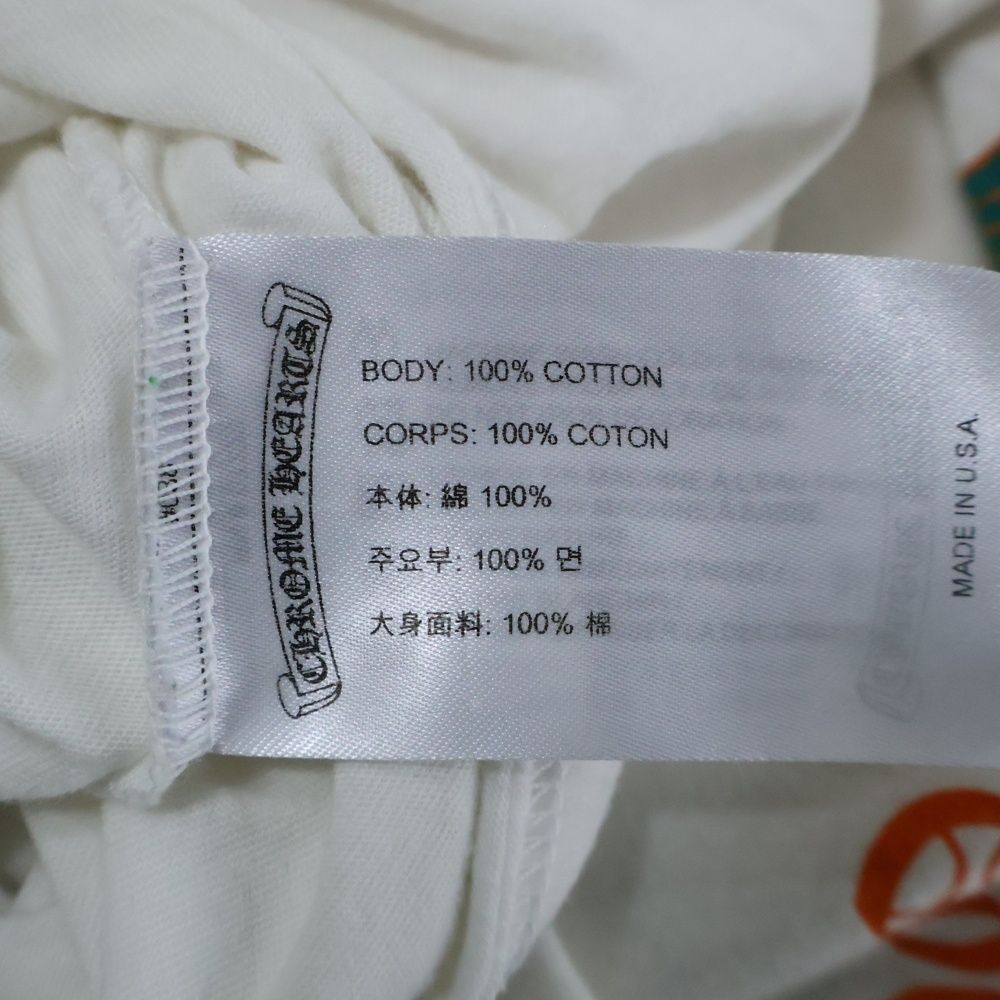 CHROME HEARTS
BODY: 100% COTTON
CORPS: 100% COTON
本体: 綿 100%
주요부: 100% 면
大身面料: 100% 棉
MADE IN U.S.A.